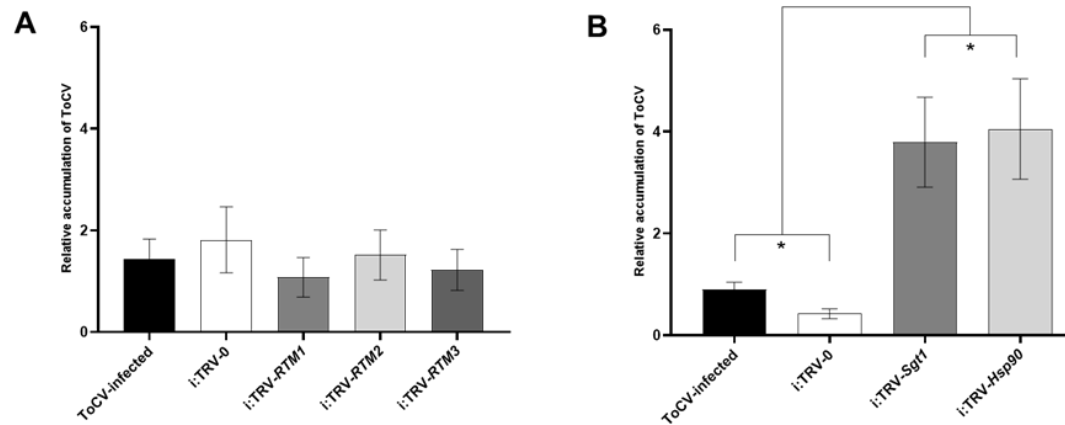 A
Relative accumulation of ToCV
6
4
2
0
ToCV-infected
i:TRV-0
i:TRV-RTM1
i:TRV-RTM2
i:TRV-RTM3
B
Relative accumulation of ToCV
6
4
2
0
*
*
ToCV-infected
i:TRV-0
i:TRV-Sgt1
i:TRV-Hsp90